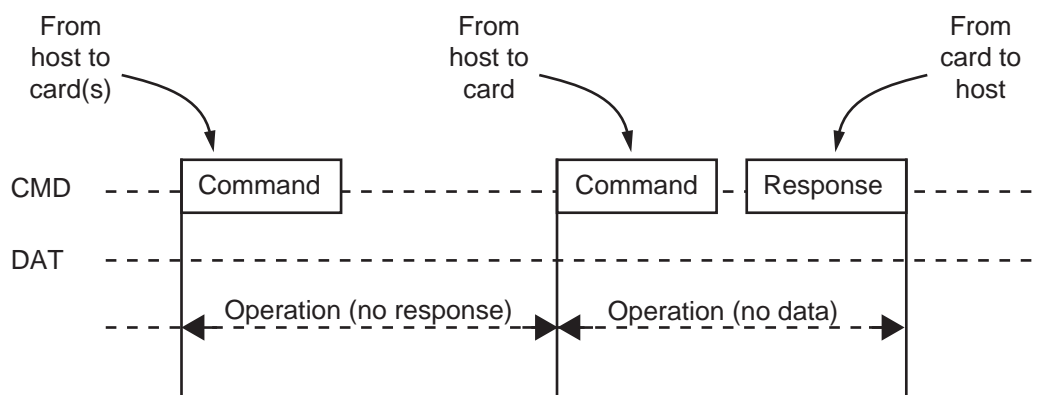 From
host to
card(s)
From
host to
card
From
card to
host
CMD
Command
Command
Response
DAT
Operation (no response)
Operation (no data)